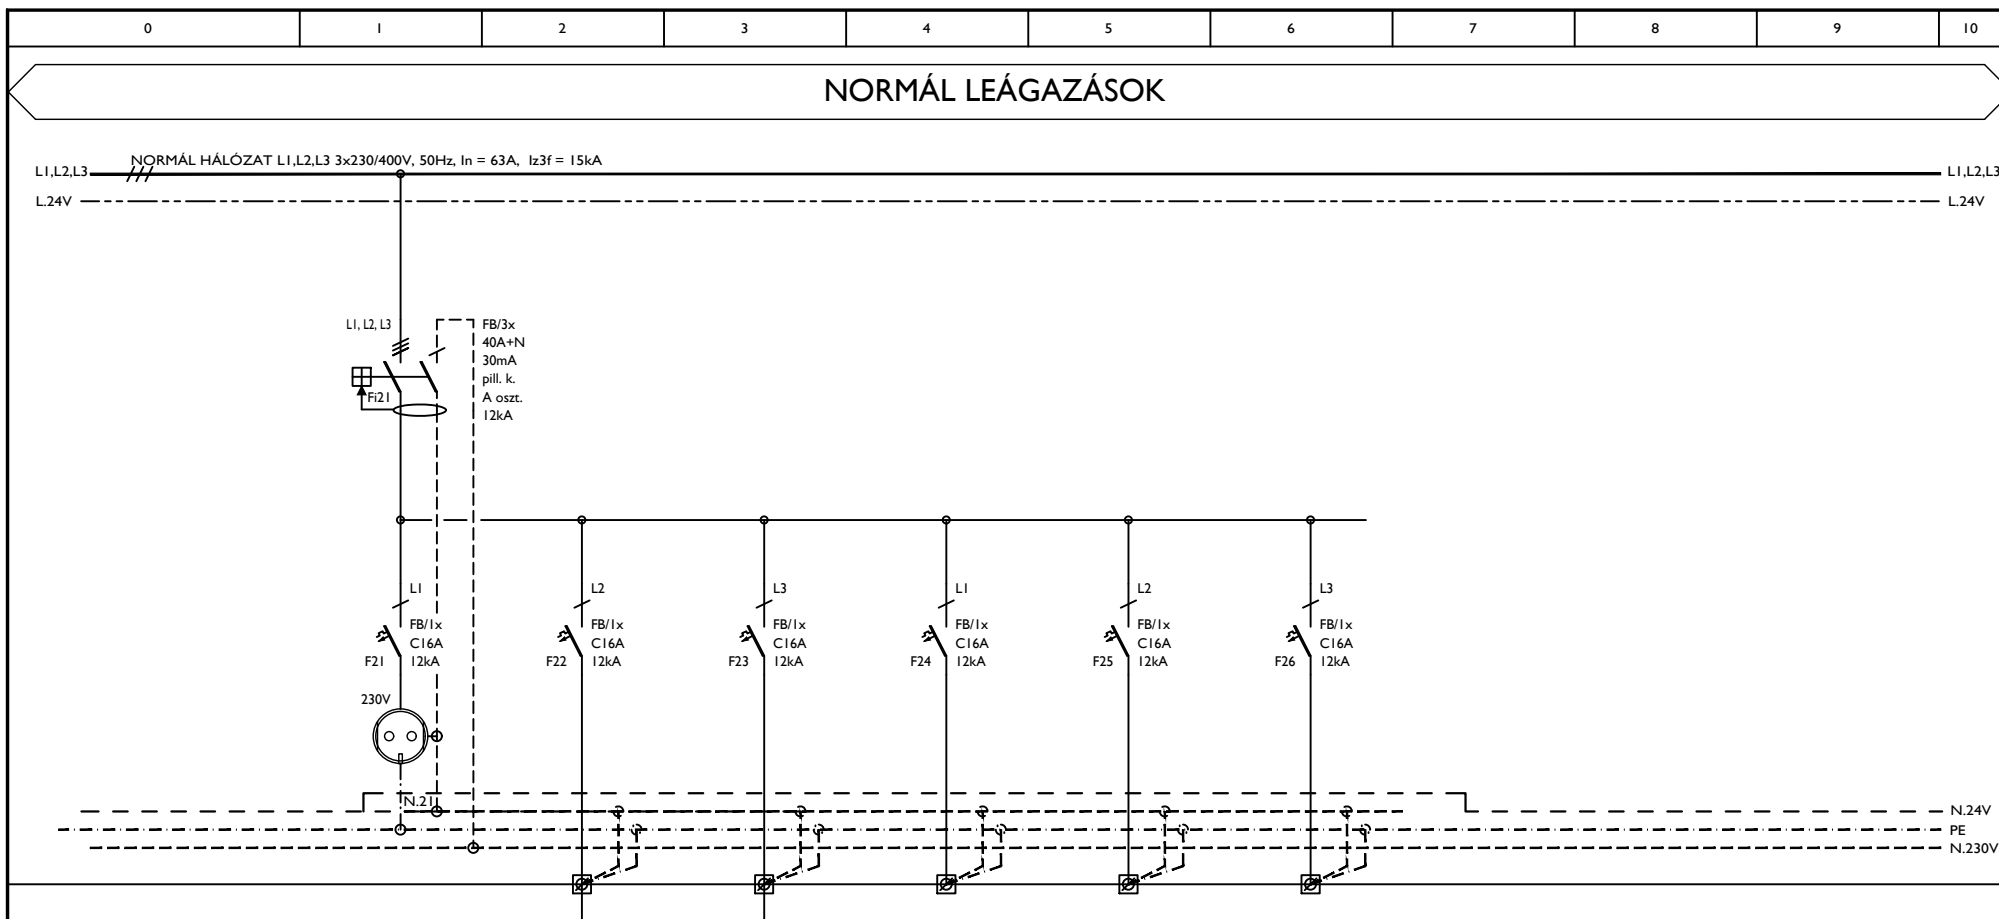 0 1 2 3 4 5 6 7 8 9 10
NORMÁL LEÁGAZÁSOK
NORMÁL HÁLÓZAT L1,L2,L3 3x230/400V, 50Hz, In = 63A, Iz3f = 15kA
L1,L2,L3 L1,L2,L3
L.24V L.24V
L1, L2, L3
Fi21
FB/3x
40A+N
30mA
pill. k.
A oszt.
12kA
L1
FB/1x
C16A
F21 12kA
230V
L2
FB/1x
C16A
F22 12kA
L3
FB/1x
C16A
F23 12kA
L1
FB/1x
C16A
F24 12kA
L2
FB/1x
C16A
F25 12kA
L3
FB/1x
C16A
F26 12kA
N.21
N.24V
PE
N.230V